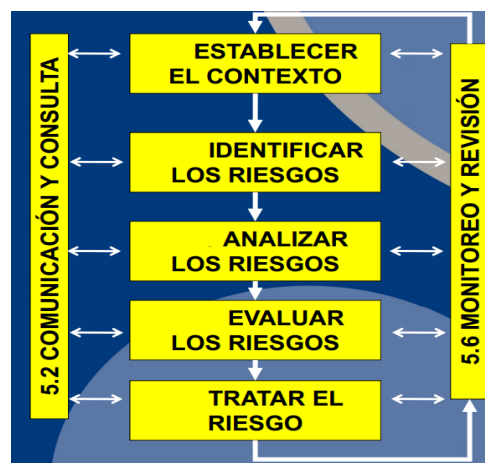 5.2 COMUNICACIÓN Y CONSULTA
ESTABLECER
EL CONTEXTO
IDENTIFICAR
LOS RIESGOS
ANALIZAR
LOS RIESGOS
EVALUAR
LOS RIESGOS
TRATAR EL
RIESGO
5.6 MONITOREO Y REVISIÓN